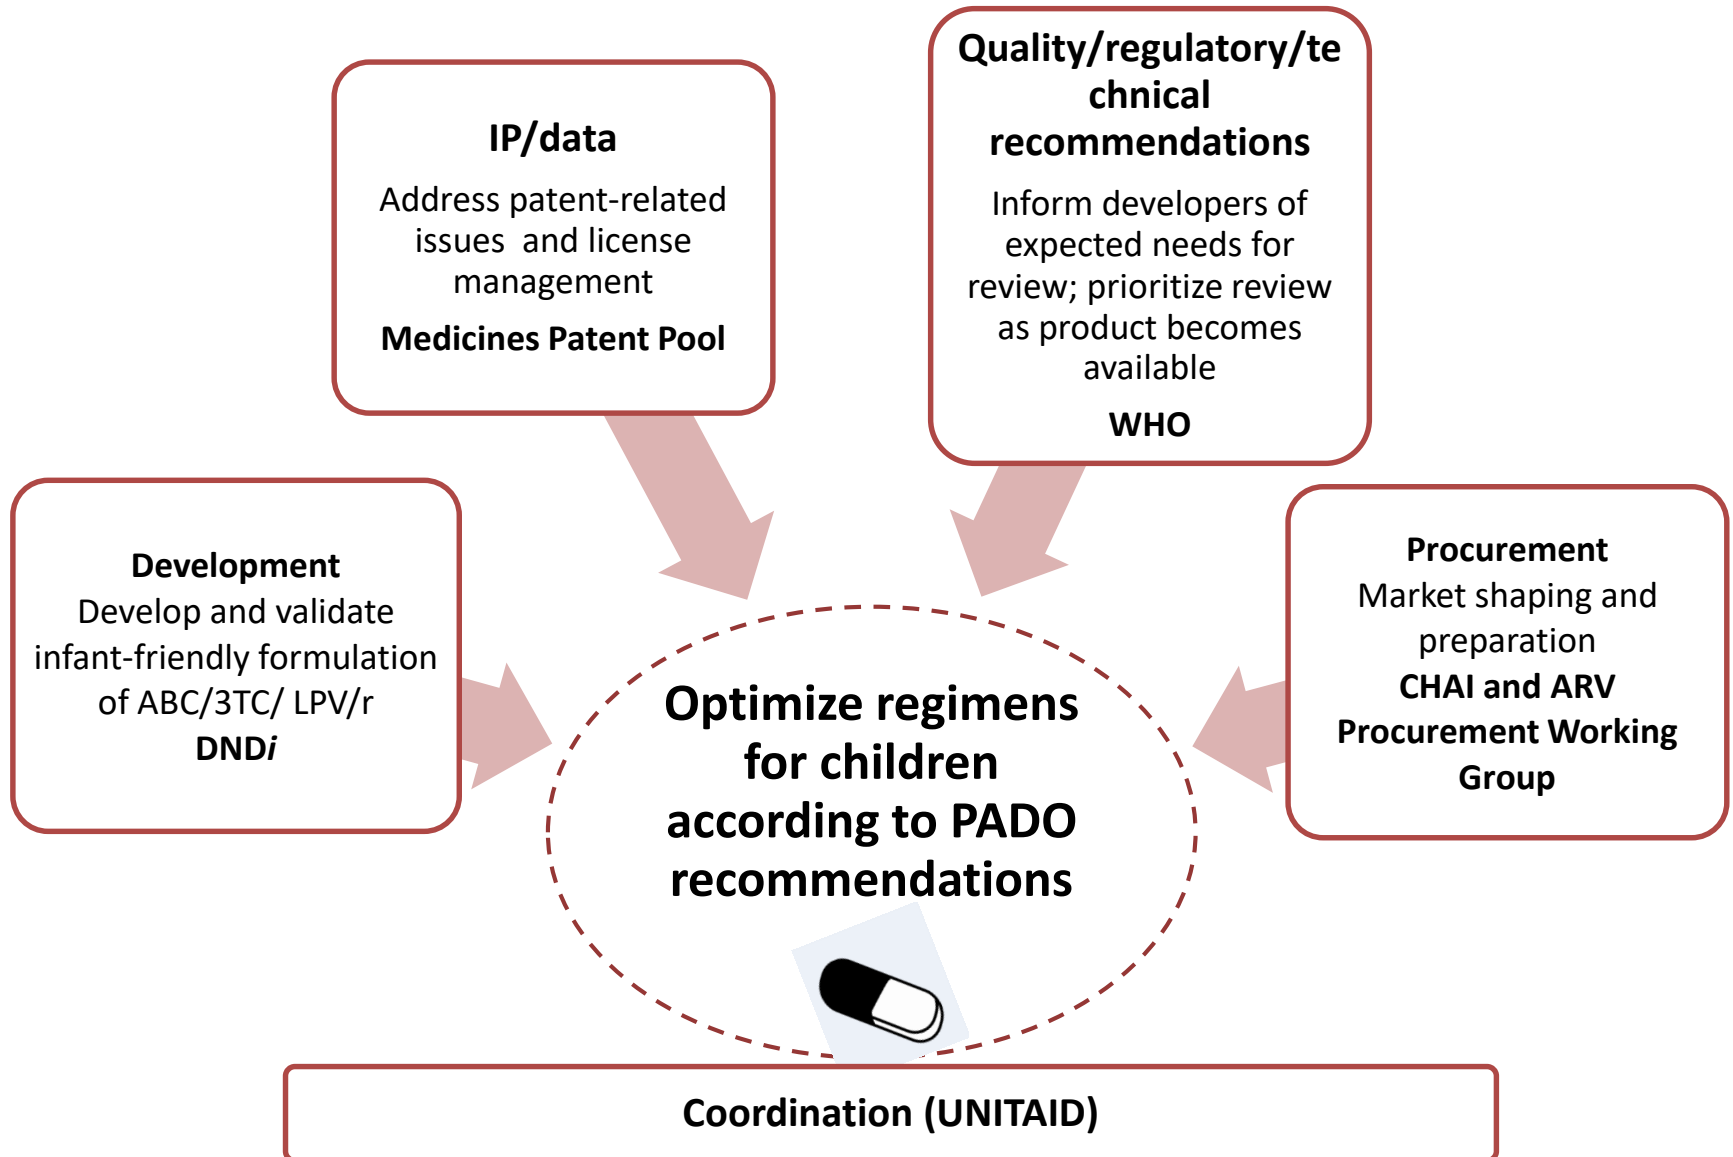 IP/data
Address patent-related
issues and license
management
Medicines Patent Pool
Quality/regulatory/te
chnical
recommendations
Inform developers of
expected needs for
review; prioritize review
as product becomes
available
WHO
Development
Develop and validate
infant-friendly formulation
of ABC/3TC/ LPV/r
DNDi
Procurement
Market shaping and
preparation
CHAI and ARV
Procurement Working
Group
Optimize regimens
for children
according to PADO
recommendations
Coordination (UNITAID)